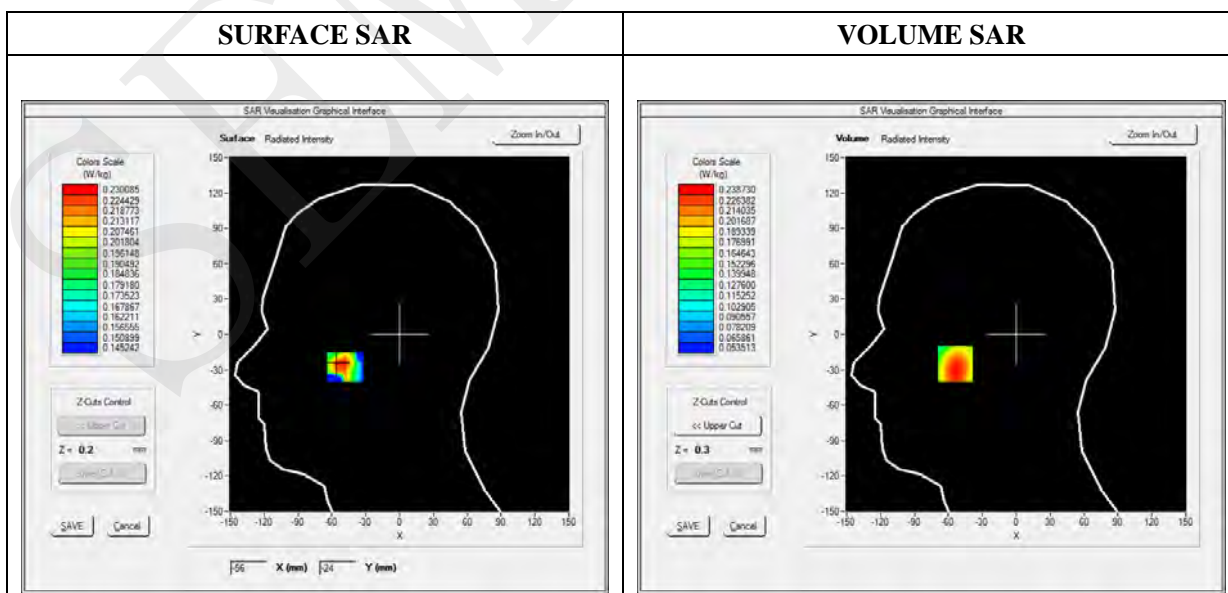 SURFACE SAR
VOLUME SAR
SAR Visualisation Graphical Interface
Surface Radiated Intensity
Zoom In/Out
Colors Scale
(W/kg)
0.230085
0.224429
0.218773
0.213117
0.207461
0.201804
0.196148
0.190492
0.184836
0.179180
0.173523
0.167867
0.162211
0.156555
0.150899
0.145242
Z-Cuts Control
<< Upper Cut
Z = 0.2 mm
SAVE
Cancel
150
120
90
60
30
0
-30
-60
-90
-120
-150
Y
-150 -120 -90 -60 -30 0 30 60 90 120 150
X
-56 X (mm) -24 Y (mm)
SAR Visualisation Graphical Interface
Volume Radiated Intensity
Zoom In/Out
Colors Scale
(W/kg)
0.238730
0.226382
0.214035
0.201687
0.189339
0.176991
0.164643
0.152296
0.139948
0.127600
0.115252
0.102905
0.090557
0.078209
0.065861
0.053513
Z-Cuts Control
<< Upper Cut
Z = 0.3 mm
SAVE
Cancel
150
120
90
60
30
0
-30
-60
-90
-120
-150
Y
-150 -120 -90 -60 -30 0 30 60 90 120 150
X